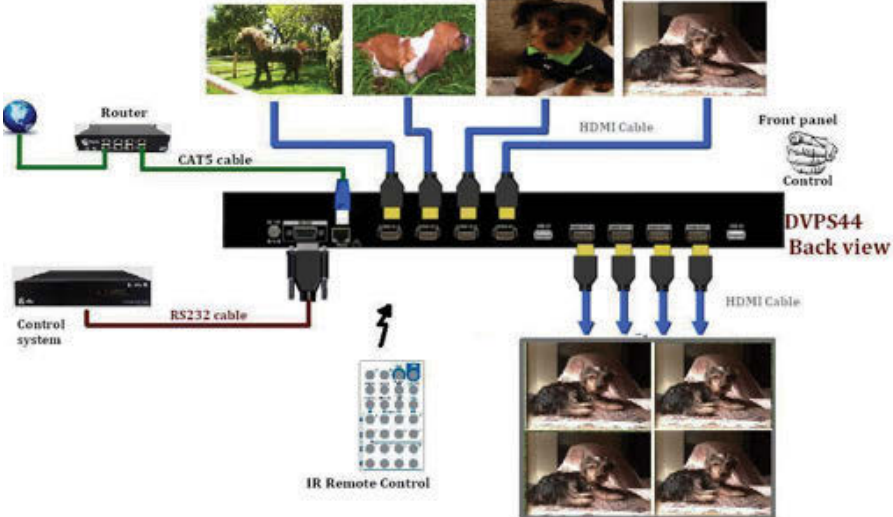 Router
CAT5 cable
HDMI Cable
Front panel
Control
DVPS44
Back view
RS232 cable
Control
system
HDMI Cable
IR Remote Control